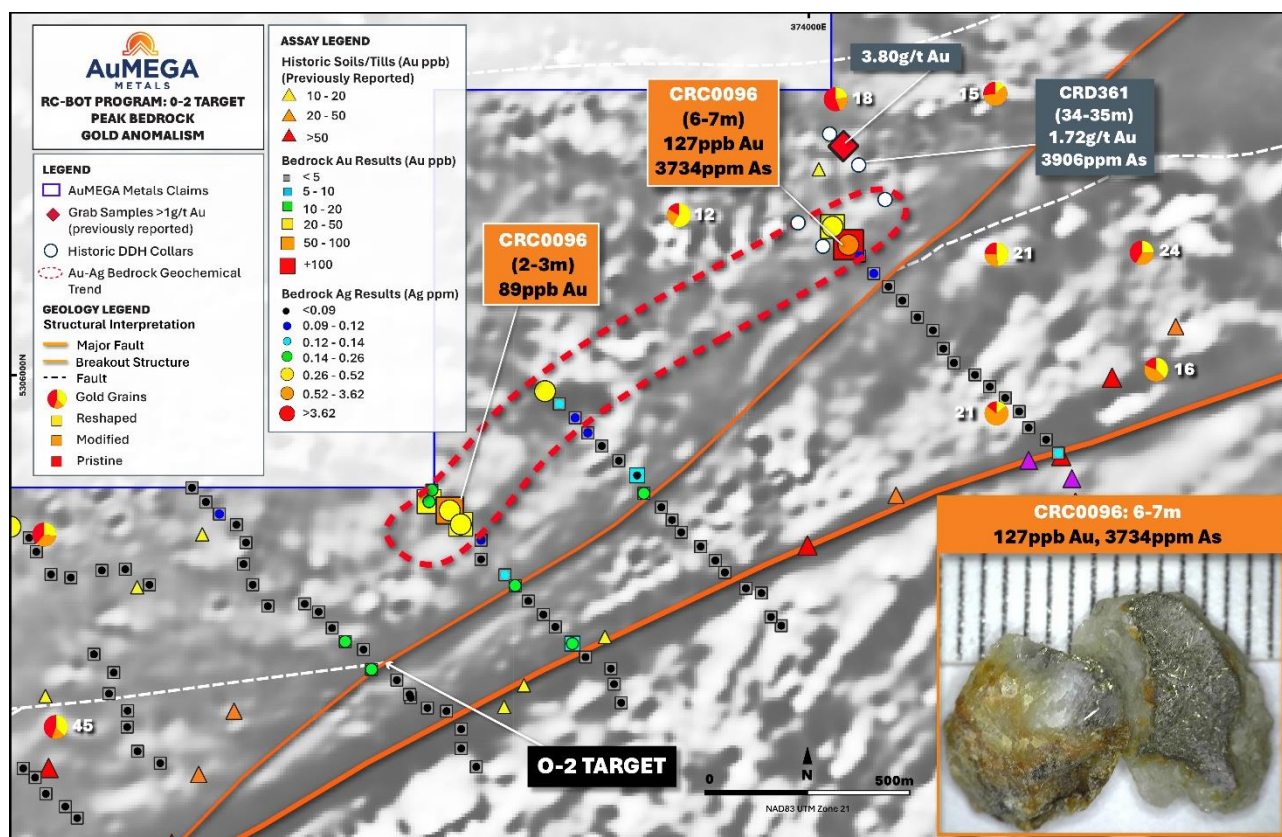 AuMEGA
METALS
RC-BOT PROGRAM: 0-2 TARGET
PEAK BEDROCK
GOLD ANOMALISM
LEGEND
AuMEGA Metals Claims
Grab Samples >1g/t Au
(previously reported)
Historic DDH Collars
Au-Ag Bedrock Geochemical
Trend
GEOLOGY LEGEND
Structural Interpretation
Major Fault
Breakout Structure
Fault
Gold Grains
Reshaped
Modified
Pristine
ASSAY LEGEND
Historic Soils/Tills (Au ppb)
(Previously Reported)
10 - 20
20 - 50
>50
Bedrock Au Results (Au ppb)
< 5
5 - 10
10 - 20
20 - 50
50 - 100
+100
Bedrock Ag Results (Ag ppm)
<0.09
0.09 - 0.12
0.12 - 0.14
0.14 - 0.26
0.26 - 0.52
0.52 - 3.62
>3.62
374000E
5306000N
3.80g/t Au
CRC0096
(6-7m)
127ppb Au
3734ppm As
CRD361
(34-35m)
1.72g/t Au
3906ppm As
CRC0096
(2-3m)
89ppb Au
18
15
12
21
24
16
21
45
O-2 TARGET
N
0
500m
NAD83 UTM Zone 21
CRC0096: 6-7m
127ppb Au, 3734ppm As